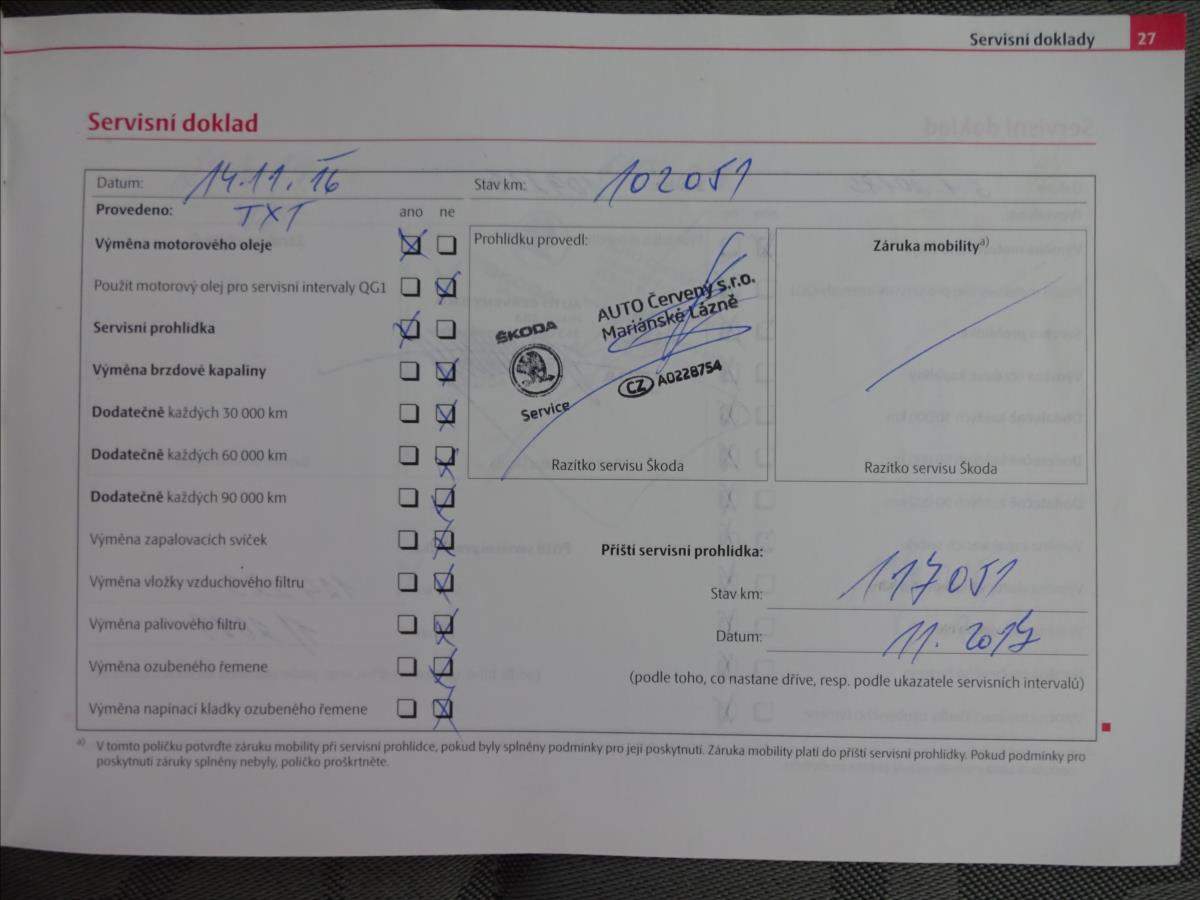 Servisní doklady 27
Servisní doklad
Datum: 14.11.16 Stav km: 102051
Provedeno: TXT ano ne
Výměna motorového oleje
Použit motorový olej pro servisní intervaly QG1
Servisní prohlídka
Výměna brzdové kapaliny
Dodatečně každých 30 000 km
Dodatečně každých 60 000 km
Dodatečně každých 90 000 km
Výměna zapalovacích svíček
Výměna vložky vzduchového filtru
Výměna palivového filtru
Výměna ozubeného řemene
Výměna napínací kladky ozubeného řemene
Prohlídku provedl:
AUTO Červený s.r.o.
Mariánské Lázně
ŠKODA
CZ A0228754
Service
Razítko servisu Škoda
Záruka mobility a)
Razítko servisu Škoda
Příští servisní prohlídka:
Stav km: 117051
Datum: 11. 2017
(podle toho, co nastane dříve, resp. podle ukazatele servisních intervalů)
a) V tomto políčku potvrďte záruku mobility při servisní prohlídce, pokud byly splněny podmínky pro její poskytnutí. Záruka mobility platí do příští servisní prohlídky. Pokud podmínky pro
poskytnutí záruky splněny nebyly, políčko proškrtněte.